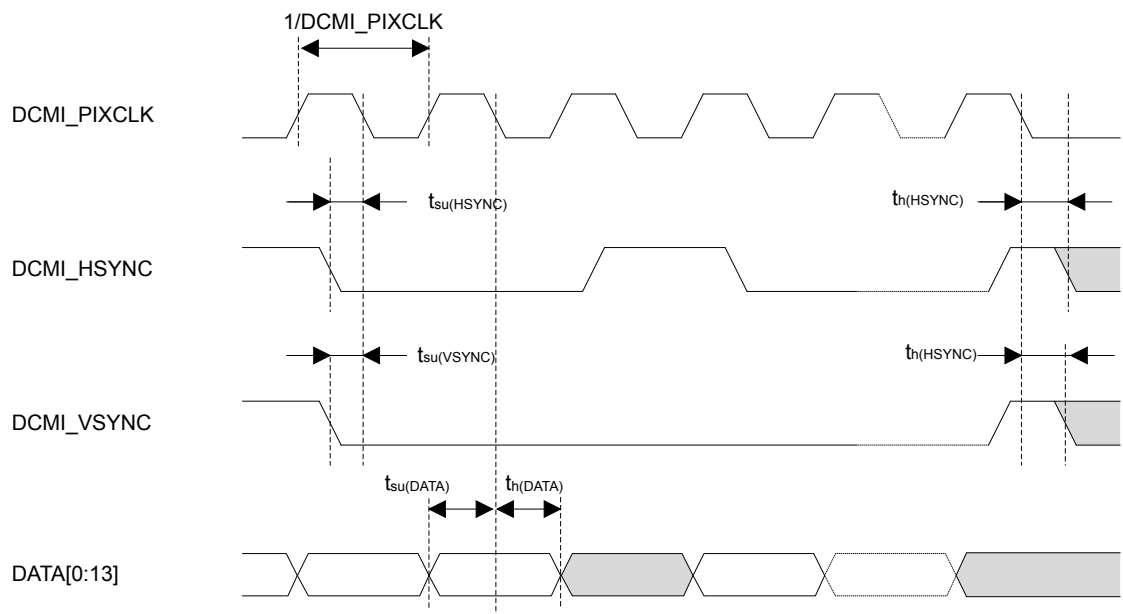 1/DCMI_PIXCLK
DCMI_PIXCLK
tsu(HSYNC)
th(HSYNC)
DCMI_HSYNC
tsu(VSYNC)
th(HSYNC)
DCMI_VSYNC
tsu(DATA)
th(DATA)
DATA[0:13]